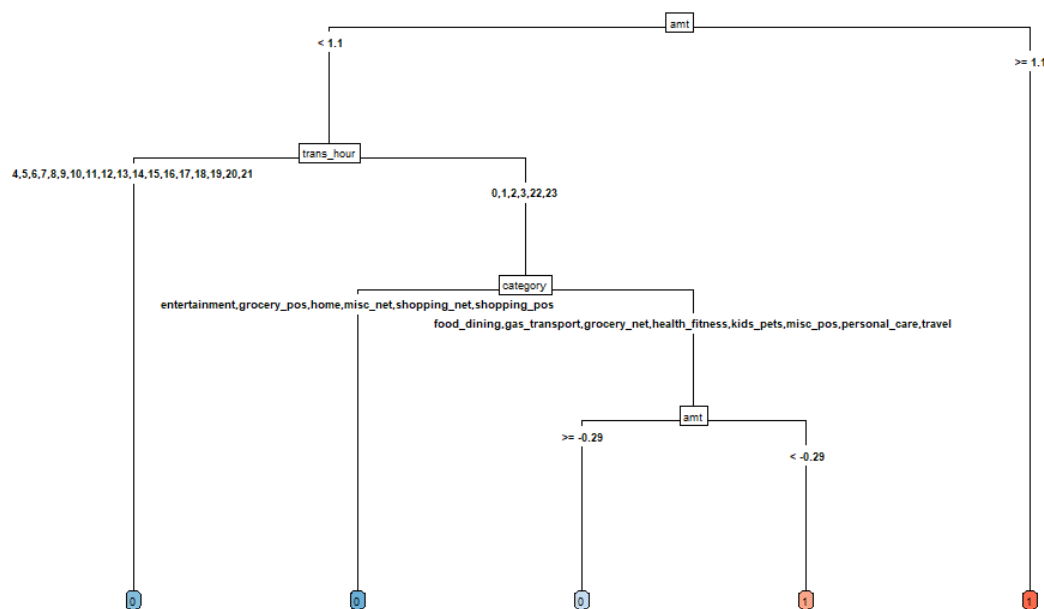 amt
< 1.1
>= 1.1
trans_hour
4,5,6,7,8,9,10,11,12,13,14,15,16,17,18,19,20,21
0,1,2,3,22,23
category
entertainment,grocery_pos,home,misc_net,shopping_net,shopping_pos
food_dining,gas_transport,grocery_net,health_fitness,kids_pets,misc_pos,personal_care,travel
amt
>= -0.29
< -0.29
0
0
0
1
1